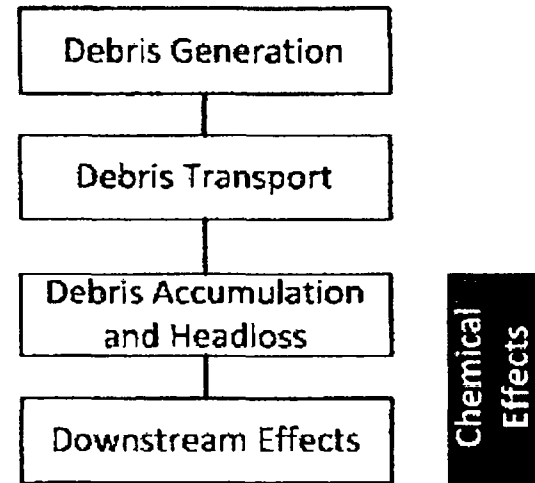 Debris Generation
Debris Transport
Debris Accumulation
and Headloss
Downstream Effects
Chemical
Effects